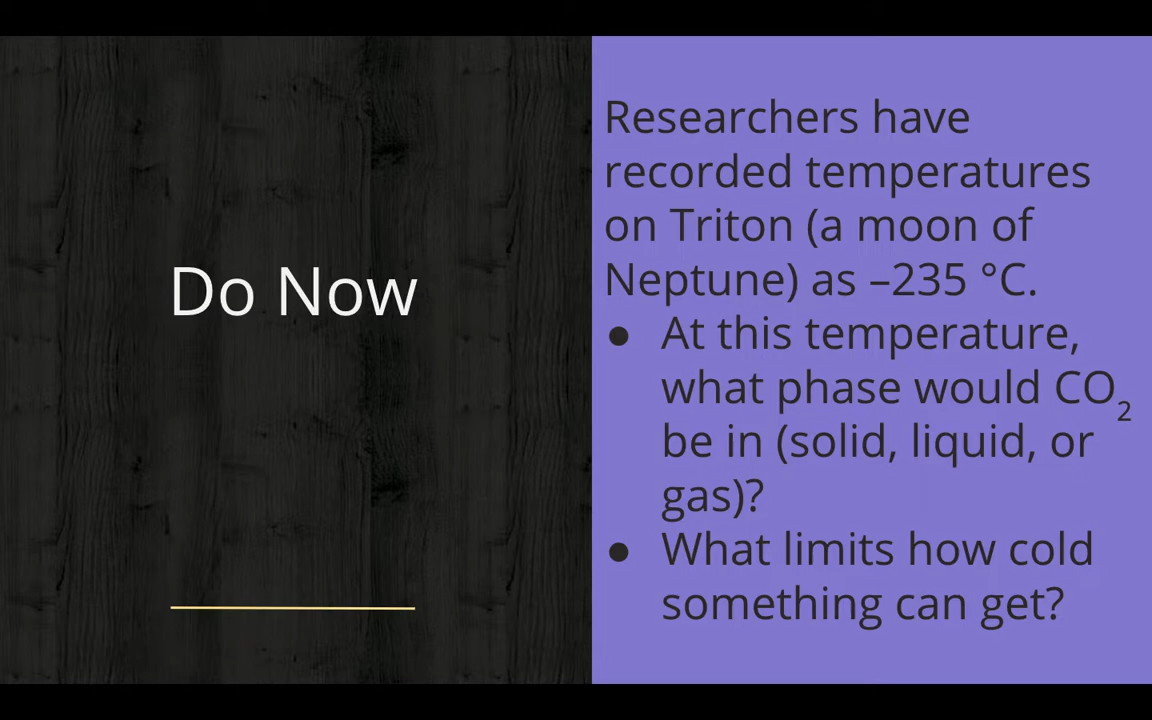 Do Now
Researchers have
recorded temperatures
on Triton (a moon of
Neptune) as –235 °C.
● At this temperature,
what phase would CO₂
be in (solid, liquid, or
gas)?
● What limits how cold
something can get?